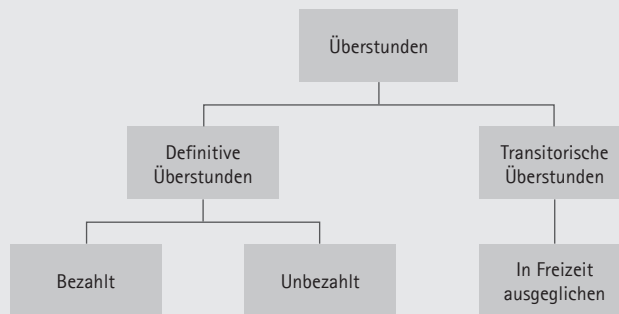 Überstunden
Definitive
Überstunden
Transitorische
Überstunden
Bezahlt
Unbezahlt
In Freizeit
ausgeglichen